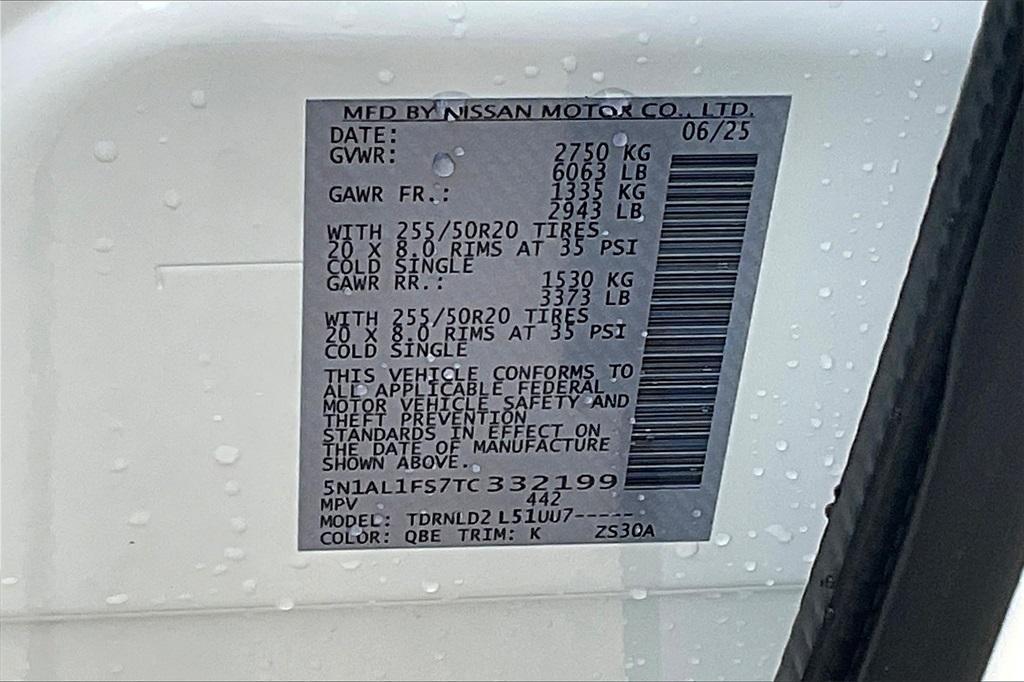 MFD BY NISSAN MOTOR CO., LTD.
DATE: 06/25
GVWR: 2750 KG
6063 LB
GAWR FR.: 1335 KG
2943 LB
WITH 255/50R20 TIRES
20 X 8.0 RIMS AT 35 PSI
COLD SINGLE
GAWR RR.: 1530 KG
3373 LB
WITH 255/50R20 TIRES
20 X 8.0 RIMS AT 35 PSI
COLD SINGLE
THIS VEHICLE CONFORMS TO
ALL APPLICABLE FEDERAL
MOTOR VEHICLE SAFETY AND
THEFT PREVENTION
STANDARDS IN EFFECT ON
THE DATE OF MANUFACTURE
SHOWN ABOVE.
5N1AL1FS7TC332199
MPV 442
MODEL: TDRNLD2 L51UU7-----
COLOR: QBE TRIM: K ZS30A